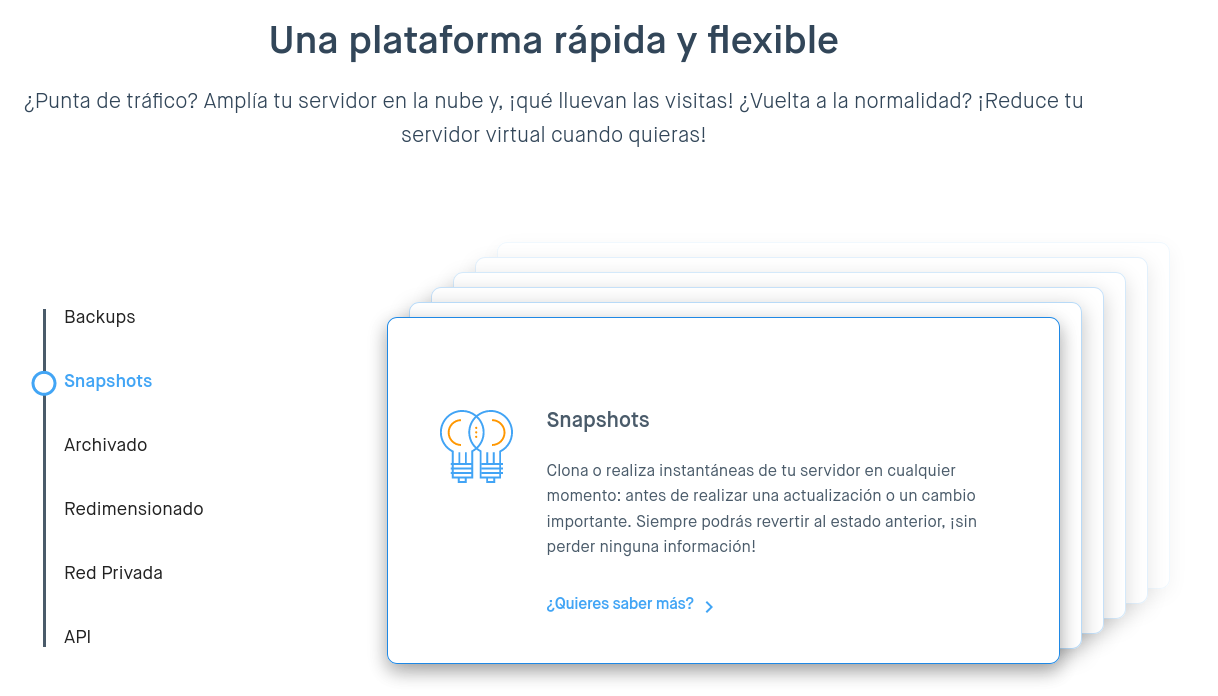 Una plataforma rápida y flexible
¿Punta de tráfico? Amplía tu servidor en la nube y, ¡qué lluevan las visitas! ¿Vuelta a la normalidad? ¡Reduce tu
servidor virtual cuando quieras!
Backups
Snapshots
Archivado
Redimensionado
Red Privada
API
Snapshots
Clona o realiza instantáneas de tu servidor en cualquier
momento: antes de realizar una actualización o un cambio
importante. Siempre podrás revertir al estado anterior, ¡sin
perder ninguna información!
¿Quieres saber más?